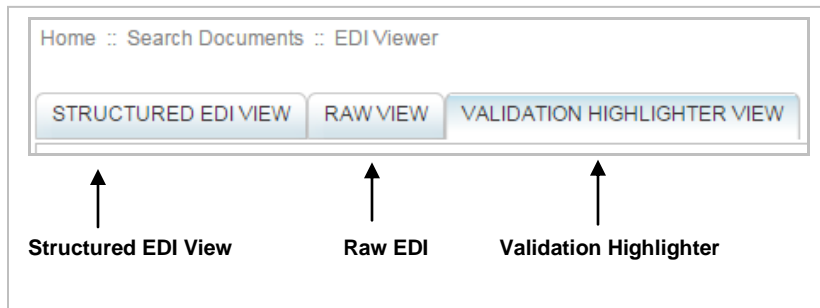 Home :: Search Documents :: EDI Viewer
STRUCTURED EDI VIEW RAW VIEW VALIDATION HIGHLIGHTER VIEW
Structured EDI View Raw EDI Validation Highlighter